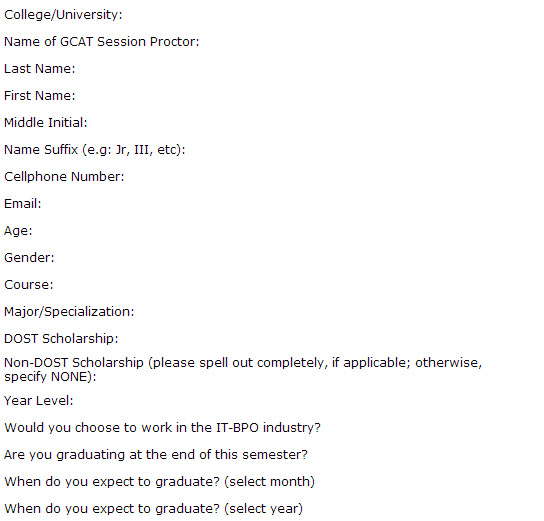 College/University:
Name of GCAT Session Proctor:
Last Name:
First Name:
Middle Initial:
Name Suffix (e.g: Jr, III, etc):
Cellphone Number:
Email:
Age:
Gender:
Course:
Major/Specialization:
DOST Scholarship:
Non-DOST Scholarship (please spell out completely, if applicable; otherwise,
specify NONE):
Year Level:
Would you choose to work in the IT-BPO industry?
Are you graduating at the end of this semester?
When do you expect to graduate? (select month)
When do you expect to graduate? (select year)